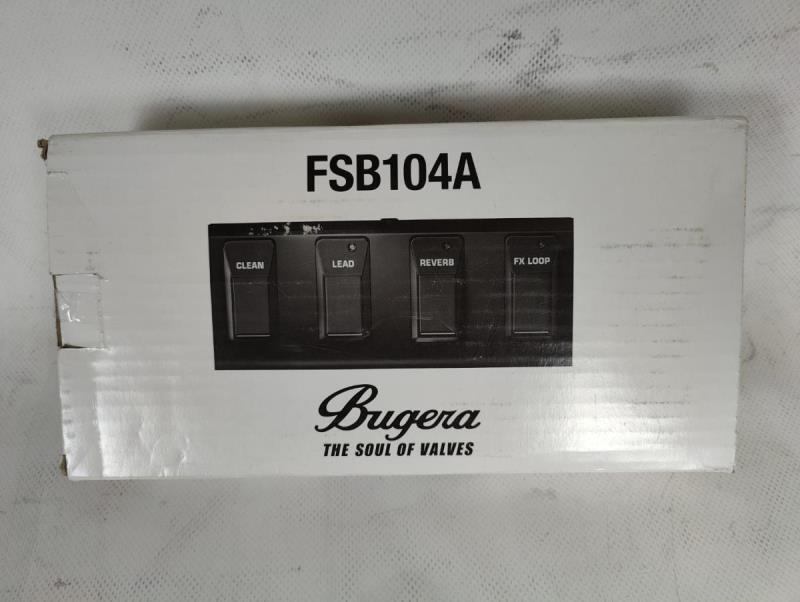 FSB104A
CLEAN
LEAD
REVERB
FX LOOP
Bugera
THE SOUL OF VALVES